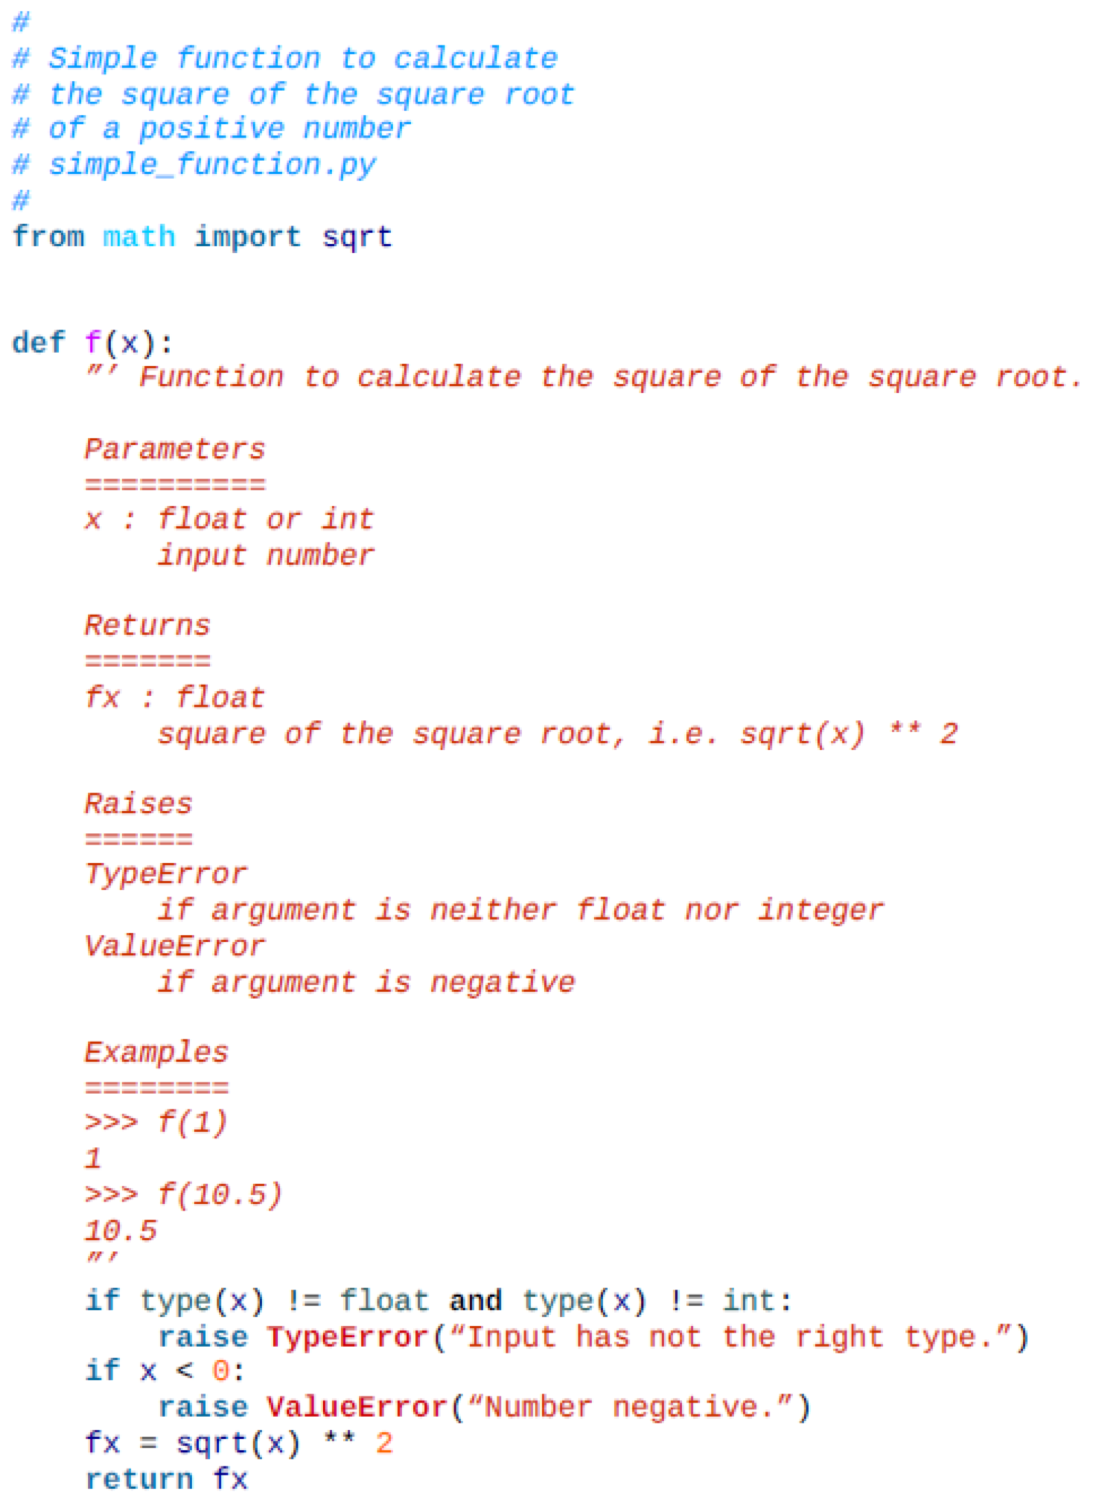 #
# Simple function to calculate
# the square of the square root
# of a positive number
# simple_function.py
#
from math import sqrt
def f(x):
    ”’ Function to calculate the square of the square root.
    Parameters
    ==========
    x : float or int
        input number
    Returns
    =======
    fx : float
        square of the square root, i.e. sqrt(x) ** 2
    Raises
    ======
    TypeError
        if argument is neither float nor integer
    ValueError
        if argument is negative
    Examples
    ========
    >>> f(1)
    1
    >>> f(10.5)
    10.5
    ”’
    if type(x) != float and type(x) != int:
        raise TypeError(“Input has not the right type.”)
    if x < 0:
        raise ValueError(“Number negative.”)
    fx = sqrt(x) ** 2
    return fx